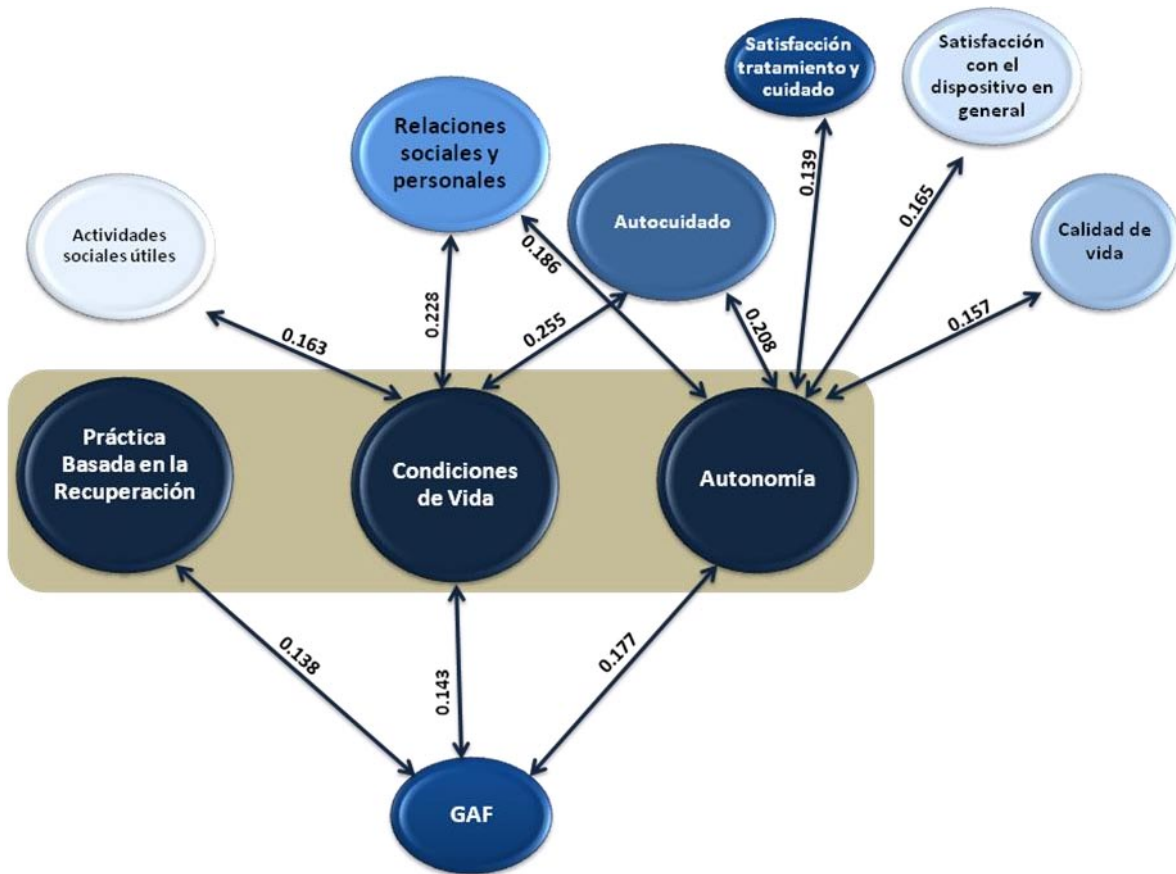 Satisfacción
tratamiento y
cuidado
Satisfacción
con el
dispositivo en
general
Relaciones
sociales y
personales
Autocuidado
Actividades
sociales útiles
Calidad de
vida
0.139
0.165
0.186
0.228
0.255
0.208
0.157
0.163
Práctica
Basada en la
Recuperación
Condiciones
de Vida
Autonomía
0.138
0.143
0.177
GAF